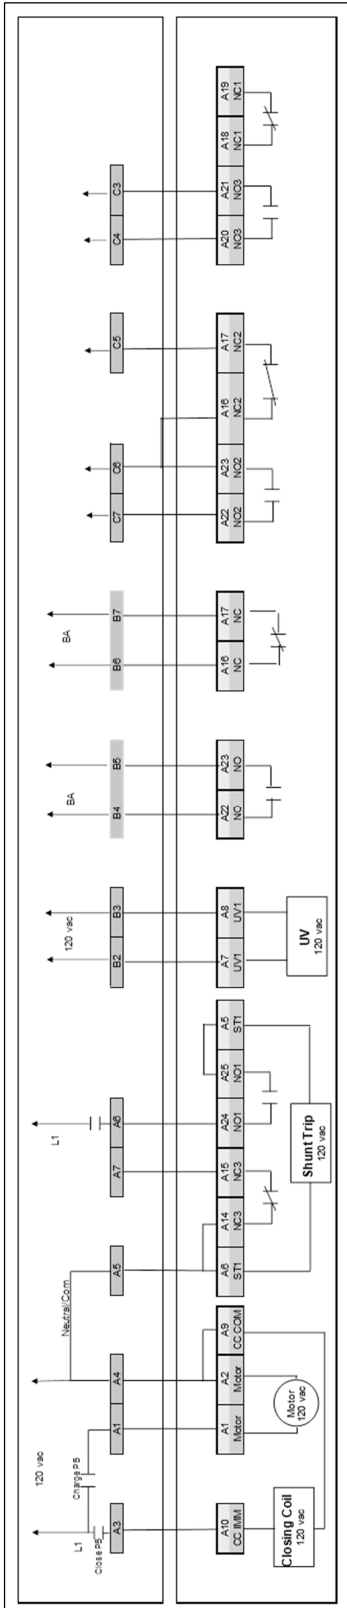 120 vac
L1
Neutral/Com
L1
120 vac
BA
BA
Charge PB
Close PB
A3
A1
A4
A5
A7
A6
B2
B3
B4
B5
B6
B7
C7
C6
C5
C4
C3
A10
CC IMM
A1
Motor
A2
Motor
A9
CC COM
A6
ST1
A14
NC3
A15
NC3
A24
NO1
A25
NO1
A5
ST1
A7
UV1
A8
UV1
A22
NO
A23
NO
A16
NC
A17
NC
A22
NO2
A23
NO2
A16
NC2
A17
NC2
A20
NO3
A21
NO3
A18
NC1
A19
NC1
Closing Coil
120 vac
Motor
120 vac
Shunt Trip
120 vac
UV
120 vac